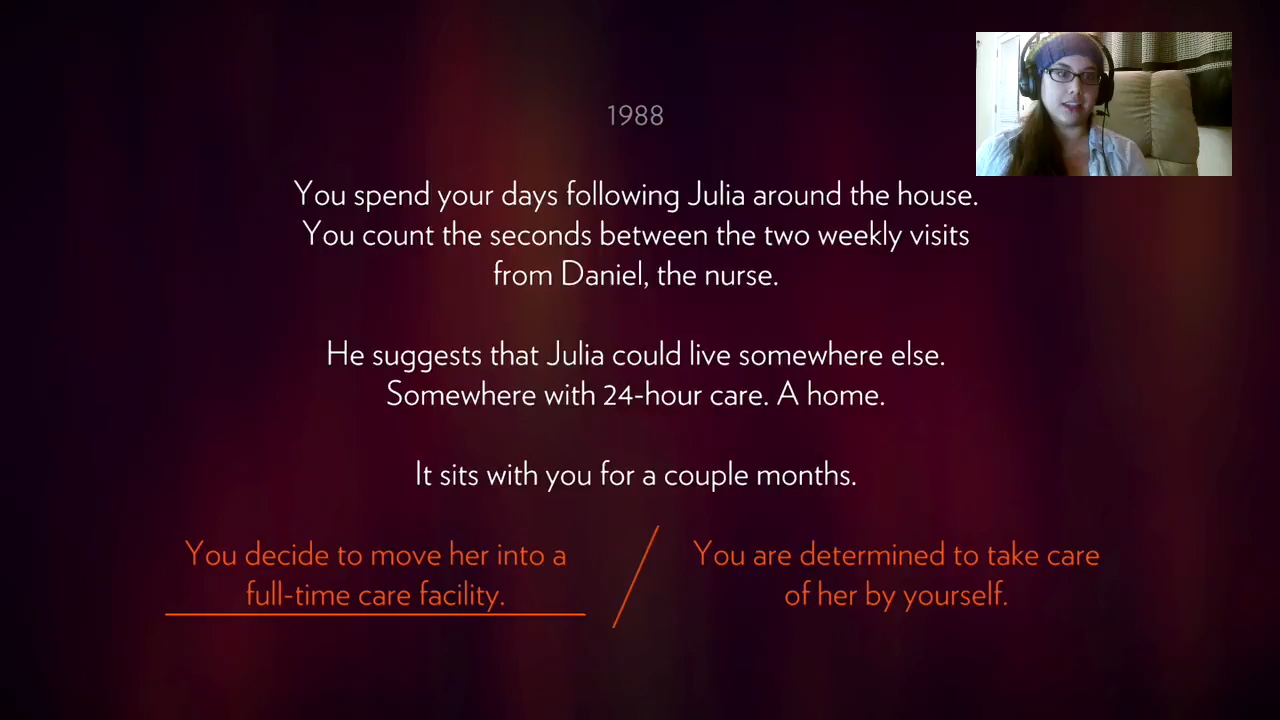 1988
You spend your days following Julia around the house.
You count the seconds between the two weekly visits
from Daniel, the nurse.
He suggests that Julia could live somewhere else.
Somewhere with 24-hour care. A home.
It sits with you for a couple months.
You decide to move her into a
full-time care facility.
/
You are determined to take care
of her by yourself.